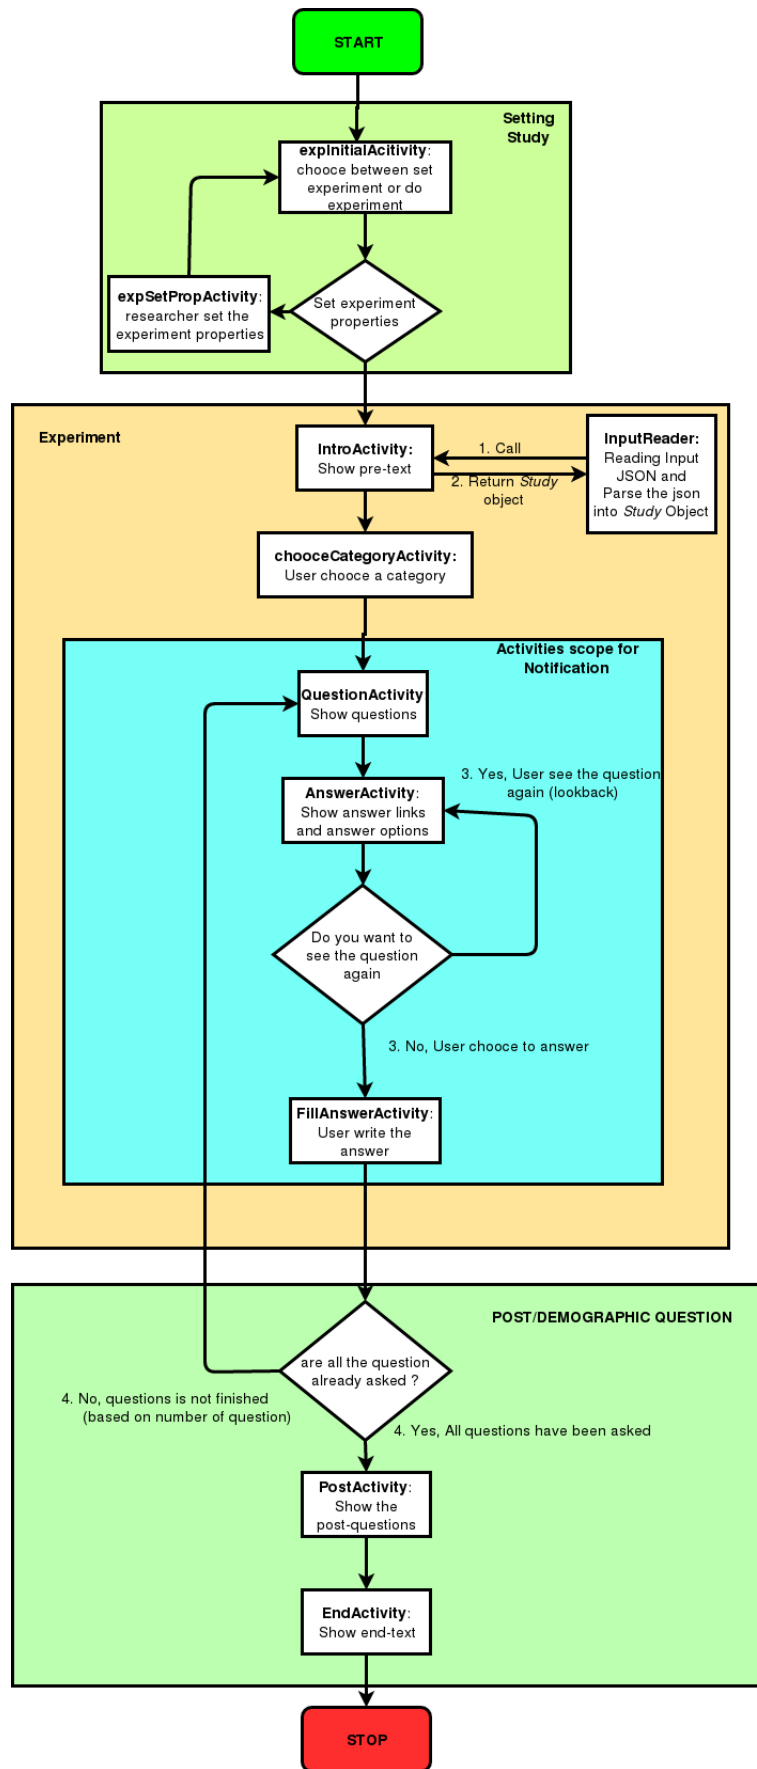 START
Setting
Study
expInitialAcitivity:
chooce between set
experiment or do
experiment
expSetPropActivity:
researcher set the
experiment properties
Set experiment
properties
Experiment
IntroActivity:
Show pre-text
1. Call
2. Return Study
object
InputReader:
Reading Input
JSON and
Parse the json
into Study Object
chooceCategoryActivity:
User chooce a category
Activities scope for
Notification
QuestionActivity
Show questions
3. Yes, User see the question
again (lookback)
AnswerActivity:
Show answer links
and answer options
Do you want to
see the question
again
3. No, User chooce to answer
FillAnswerActivity:
User write the
answer
POST/DEMOGRAPHIC QUESTION
are all the question
already asked ?
4. No, questions is not finished
(based on number of question)
4. Yes, All questions have been asked
PostActivity:
Show the
post-questions
EndActivity:
Show end-text
STOP